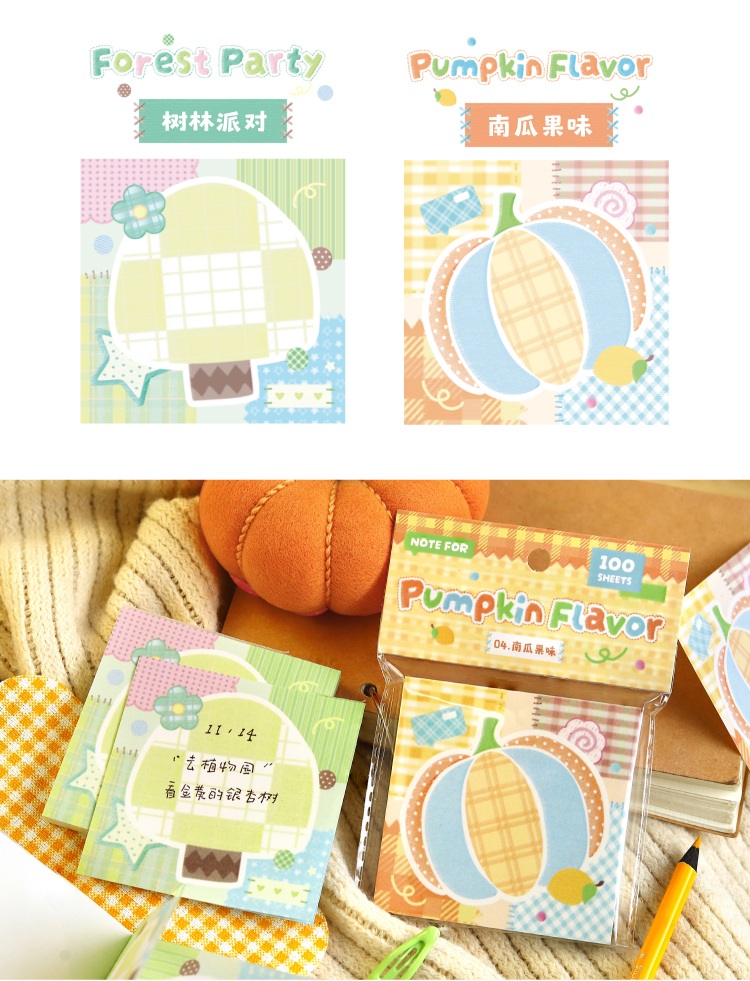 Forest Party
树林派对
Pumpkin Flavor
南瓜果味
NOTE FOR
100
SHEETS
Pumpkin Flavor
04.南瓜果味
11,14
"去植物园"
看金黄的银杏树